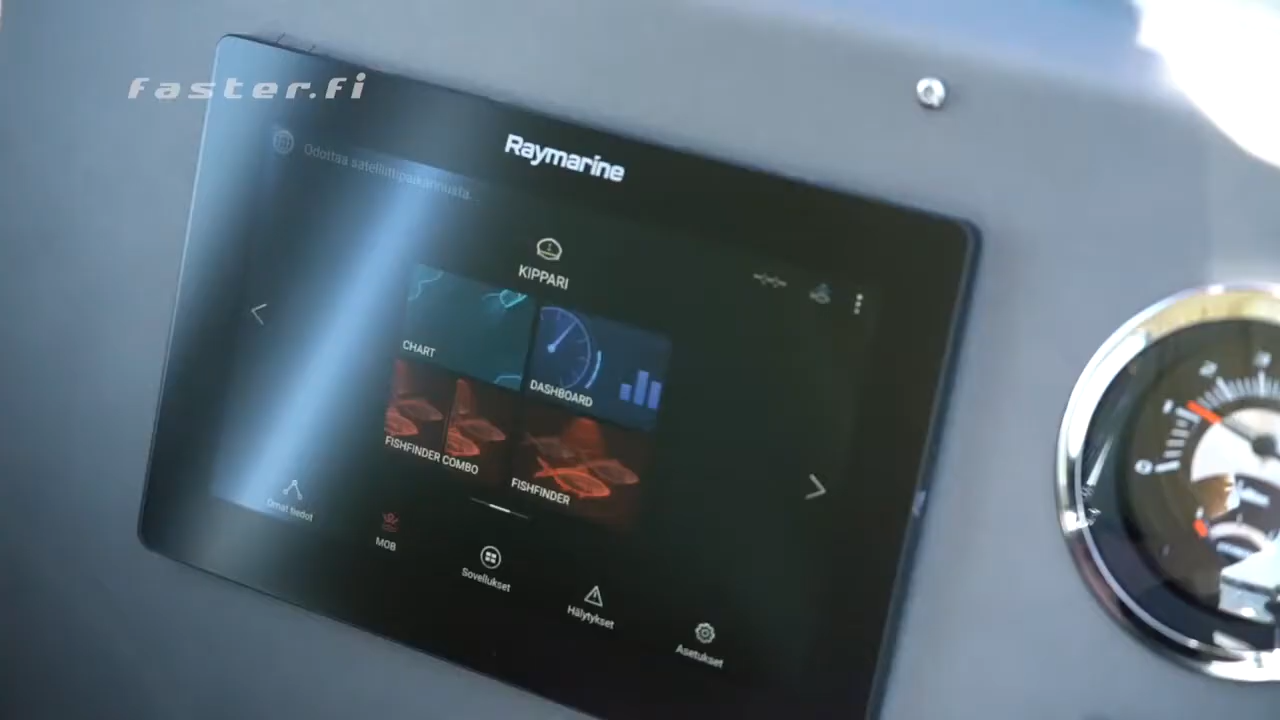 faster.fi
Raymarine
Odottaa satelliittipaikannusta...
KIPPARI
CHART
DASHBOARD
FISHFINDER COMBO
FISHFINDER
Omat tiedot
MOB
Sovellukset
Hälytykset
Asetukset